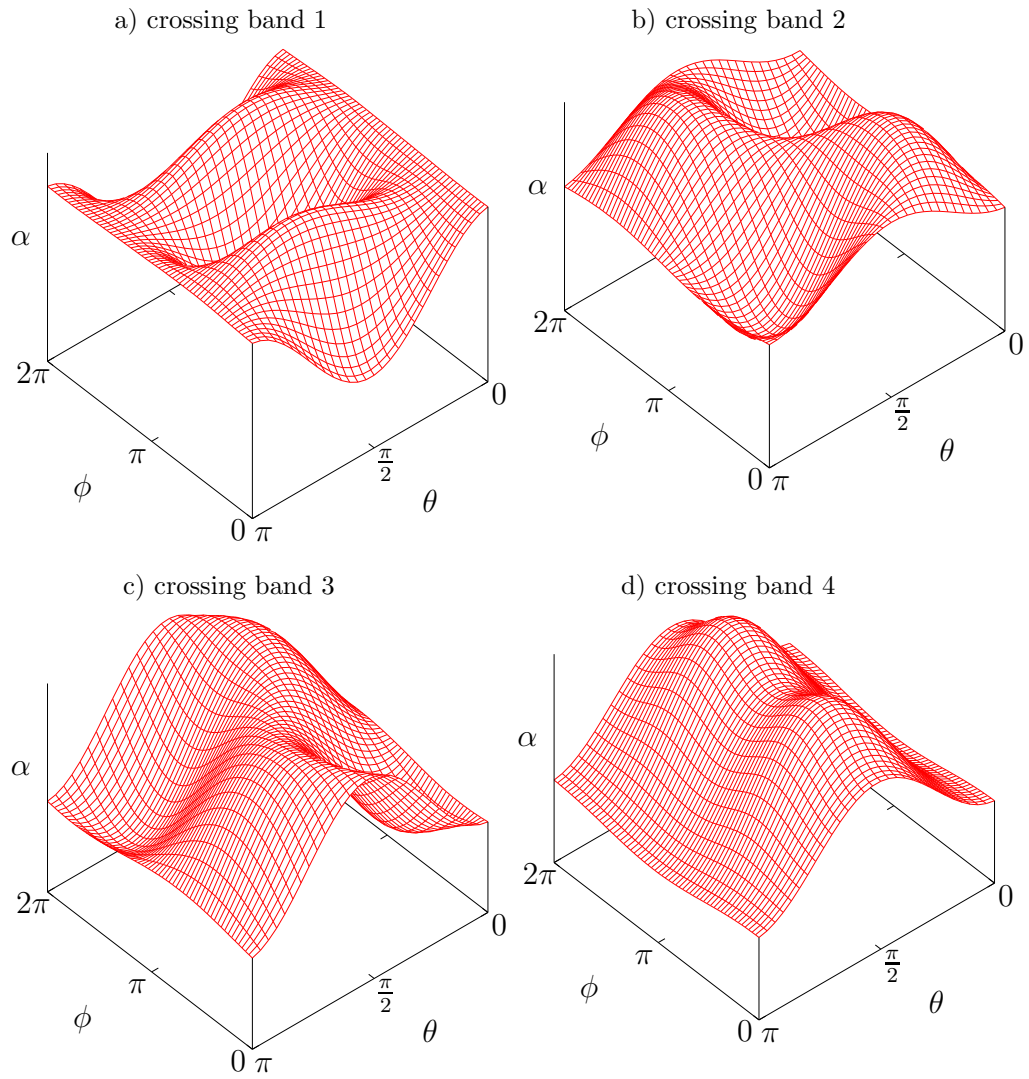 a) crossing band 1
b) crossing band 2
α
α
2π
π
ϕ
0 π
π/2
θ
0
2π
π
ϕ
0 π
π/2
θ
0
c) crossing band 3
d) crossing band 4
α
α
2π
π
ϕ
0 π
π/2
θ
0
2π
π
ϕ
0 π
π/2
θ
0